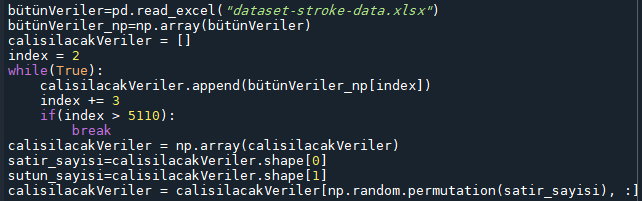 bütünVeriler=pd.read_excel("dataset-stroke-data.xlsx")
bütünVeriler_np=np.array(bütünVeriler)
calisilacakVeriler = []
index = 2
while(True):
    calisilacakVeriler.append(bütünVeriler_np[index])
    index += 3
    if(index > 5110):
        break
calisilacakVeriler = np.array(calisilacakVeriler)
satir_sayisi=calisilacakVeriler.shape[0]
sutun_sayisi=calisilacakVeriler.shape[1]
calisilacakVeriler = calisilacakVeriler[np.random.permutation(satir_sayisi), :]